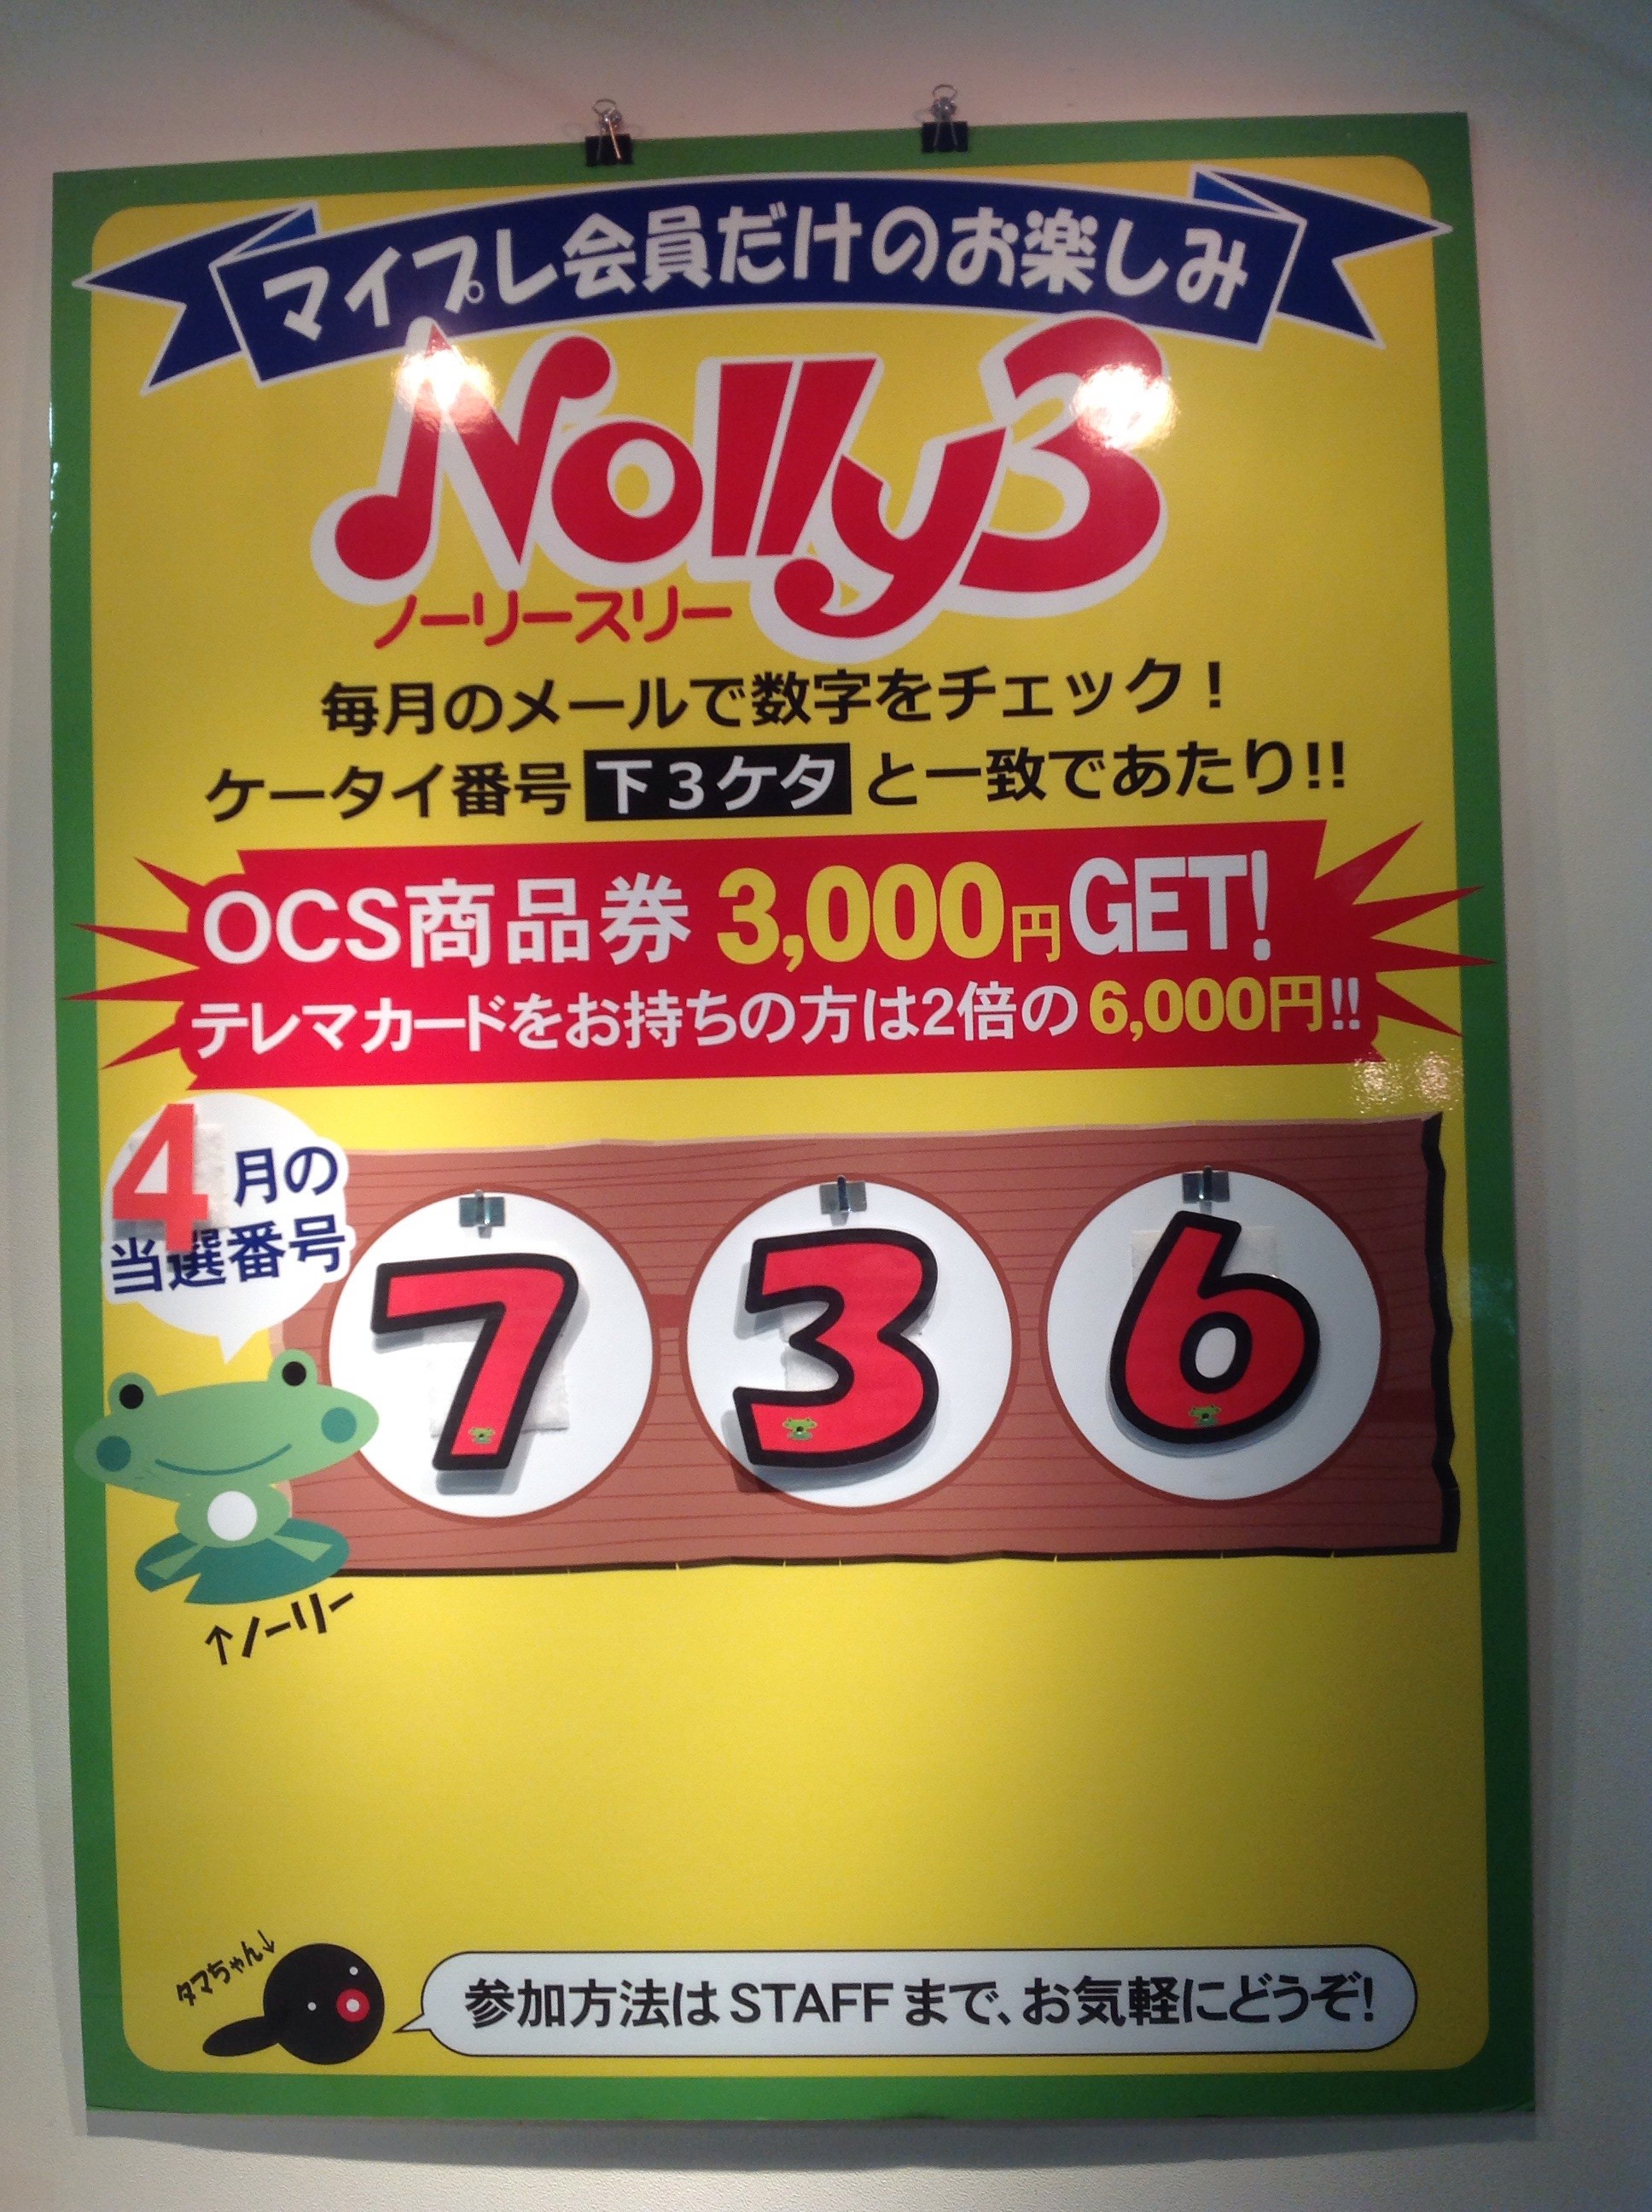 マイプレ会員だけのお楽しみ
Nolly3
ノーリースリー
毎月のメールで数字をチェック！
ケータイ番号 下3ケタ と一致であたり!!
OCS商品券 3,000円GET!
テレマカードをお持ちの方は2倍の6,000円!!
4月の
当選番号
7 3 6
↑ノーリー
タマちゃん↓
参加方法はSTAFFまで、お気軽にどうぞ!